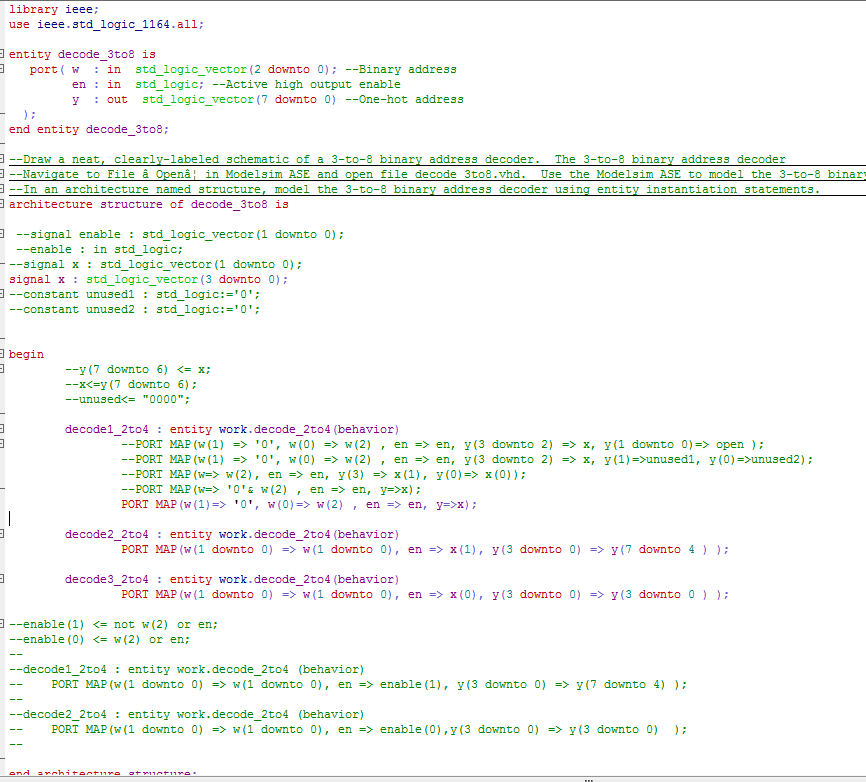 library ieee;
use ieee.std_logic_1164.all;
entity decode_3to8 is
port( w : in std_logic_vector(2 downto 0); --Binary address
en : in std_logic; --Active high output enable
y : out std_logic_vector(7 downto 0) --One-hot address
);
end entity decode_3to8;
--Draw a neat, clearly-labeled schematic of a 3-to-8 binary address decoder. The 3-to-8 binary address decoder
--Navigate to File â Openâ¦ in Modelsim ASE and open file decode 3to8.vhd. Use the Modelsim ASE to model the 3-to-8 binary
--In an architecture named structure, model the 3-to-8 binary address decoder using entity instantiation statements.
architecture structure of decode_3to8 is
--signal enable : std_logic_vector(1 downto 0);
--enable : in std_logic;
--signal x : std_logic_vector(1 downto 0);
signal x : std_logic_vector(3 downto 0);
--constant unused1 : std_logic:='0';
--constant unused2 : std_logic:='0';
begin
--y(7 downto 6) <= x;
--x<=y(7 downto 6);
--unused<= "0000";
decode1_2to4 : entity work.decode_2to4(behavior)
--PORT MAP(w(1) => '0', w(0) => w(2) , en => en, y(3 downto 2) => x, y(1 downto 0)=> open );
--PORT MAP(w(1) => '0', w(0) => w(2) , en => en, y(3 downto 2) => x, y(1)=>unused1, y(0)=>unused2);
--PORT MAP(w=> w(2), en => en, y(3) => x(1), y(0)=> x(0));
--PORT MAP(w=> '0'& w(2) , en => en, y=>x);
PORT MAP(w(1)=> '0', w(0)=> w(2) , en => en, y=>x);
decode2_2to4 : entity work.decode_2to4(behavior)
PORT MAP(w(1 downto 0) => w(1 downto 0), en => x(1), y(3 downto 0) => y(7 downto 4 ) );
decode3_2to4 : entity work.decode_2to4(behavior)
PORT MAP(w(1 downto 0) => w(1 downto 0), en => x(0), y(3 downto 0) => y(3 downto 0 ) );
--enable(1) <= not w(2) or en;
--enable(0) <= w(2) or en;
--
--decode1_2to4 : entity work.decode_2to4 (behavior)
-- PORT MAP(w(1 downto 0) => w(1 downto 0), en => enable(1), y(3 downto 0) => y(7 downto 4) );
--
--decode2_2to4 : entity work.decode_2to4 (behavior)
-- PORT MAP(w(1 downto 0) => w(1 downto 0), en => enable(0),y(3 downto 0) => y(3 downto 0) );
--
end architecture structure;